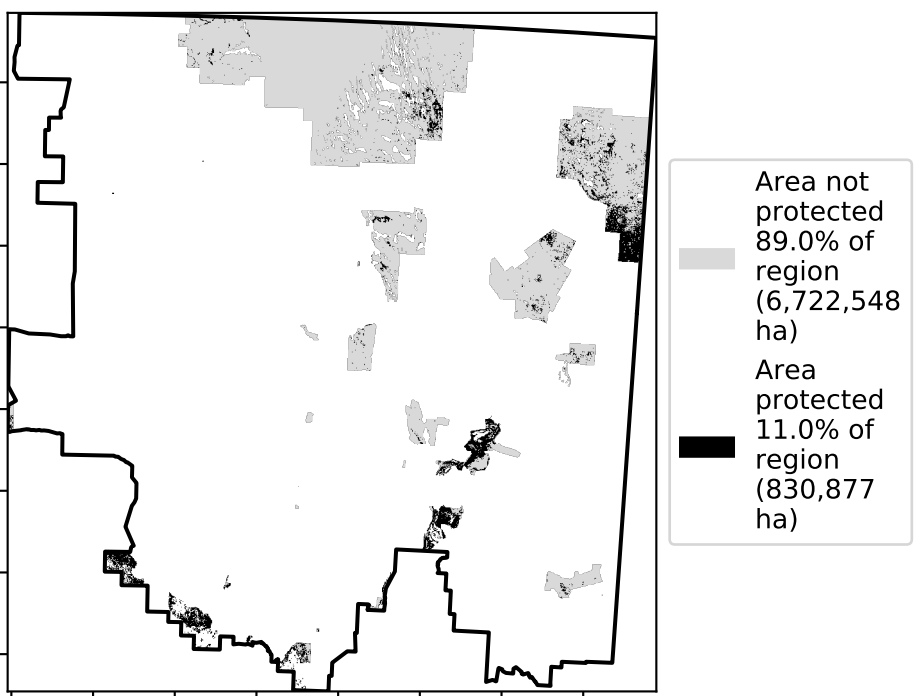 Area not
protected
89.0% of
region
(6,722,548
ha)
Area
protected
11.0% of
region
(830,877
ha)